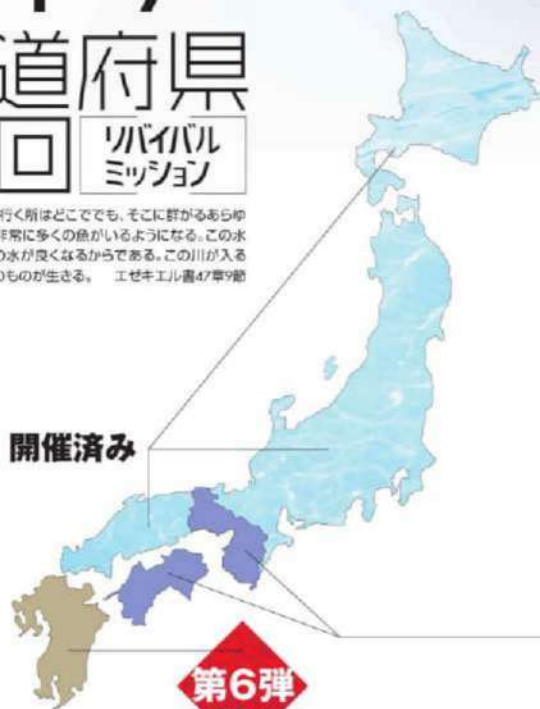 道府県
回
リバイバル
ミッション
行く所はどこででも、そこに群がるあらゆ
非常に多くの魚がいるようになる。この水
の水が良くなるからである。この川が入る
のものが生きる。 エゼキエル書47章9節
開催済み
第6弾